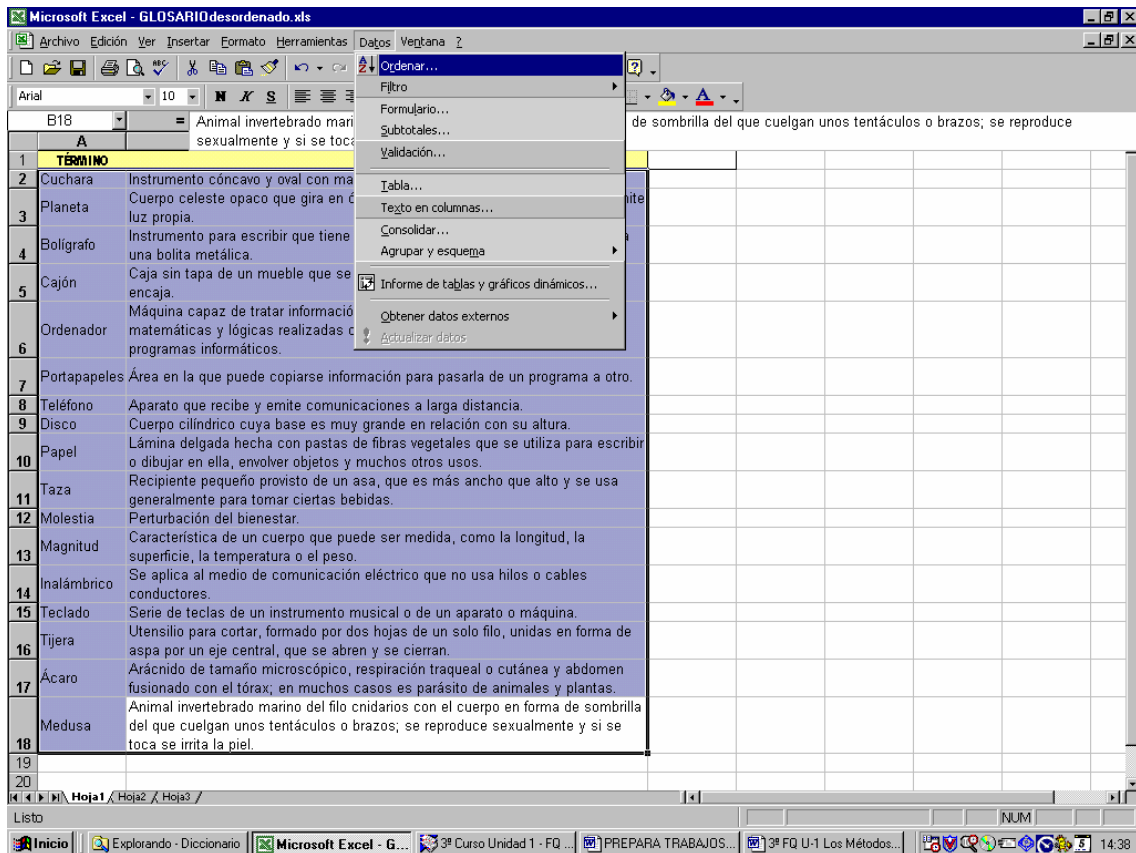 Microsoft Excel - GLOSARIOdesordenado.xls
Archivo Edición Ver Insertar Formato Herramientas Datos Ventana ?
Arial 10 N K S
B18 = Animal invertebrado mari de sombrilla del que cuelgan unos tentáculos o brazos; se reproduce
sexualmente y si se toca
Ordenar...
Filtro
Formulario...
Subtotales...
Validación...
Tabla...
Texto en columnas...
Consolidar...
Agrupar y esquema
Informe de tablas y gráficos dinámicos...
Obtener datos externos
Actualizar datos
A
1 TÉRMINO
2 Cuchara Instrumento cóncavo y oval con ma
3 Planeta Cuerpo celeste opaco que gira en ó mite
luz propia.
4 Bolígrafo Instrumento para escribir que tiene a
una bolita metálica.
5 Cajón Caja sin tapa de un mueble que se
encaja.
6 Ordenador Máquina capaz de tratar informació
matemáticas y lógicas realizadas
programas informáticos.
7 Portapapeles Área en la que puede copiarse información para pasarla de un programa a otro.
8 Teléfono Aparato que recibe y emite comunicaciones a larga distancia.
9 Disco Cuerpo cilíndrico cuya base es muy grande en relación con su altura.
10 Papel Lámina delgada hecha con pastas de fibras vegetales que se utiliza para escribir
o dibujar en ella, envolver objetos y muchos otros usos.
11 Taza Recipiente pequeño provisto de un asa, que es más ancho que alto y se usa
generalmente para tomar ciertas bebidas.
12 Molestia Perturbación del bienestar.
13 Magnitud Característica de un cuerpo que puede ser medida, como la longitud, la
superficie, la temperatura o el peso.
14 Inalámbrico Se aplica al medio de comunicación eléctrico que no usa hilos o cables
conductores.
15 Teclado Serie de teclas de un instrumento musical o de un aparato o máquina.
16 Tijera Utensilio para cortar, formado por dos hojas de un solo filo, unidas en forma de
aspa por un eje central, que se abren y se cierran.
17 Ácaro Arácnido de tamaño microscópico, respiración traqueal o cutánea y abdomen
fusionado con el tórax; en muchos casos es parásito de animales y plantas.
18 Medusa Animal invertebrado marino del filo cnidarios con el cuerpo en forma de sombrilla
del que cuelgan unos tentáculos o brazos; se reproduce sexualmente y si se
toca se irrita la piel.
19
20
Hoja1 Hoja2 Hoja3
Listo NUM
Inicio Explorando - Diccionario Microsoft Excel - G... 3º Curso Unidad 1 - FQ ... PREPARA TRABAJOS... 3º FQ U-1 Los Métodos... 14:38